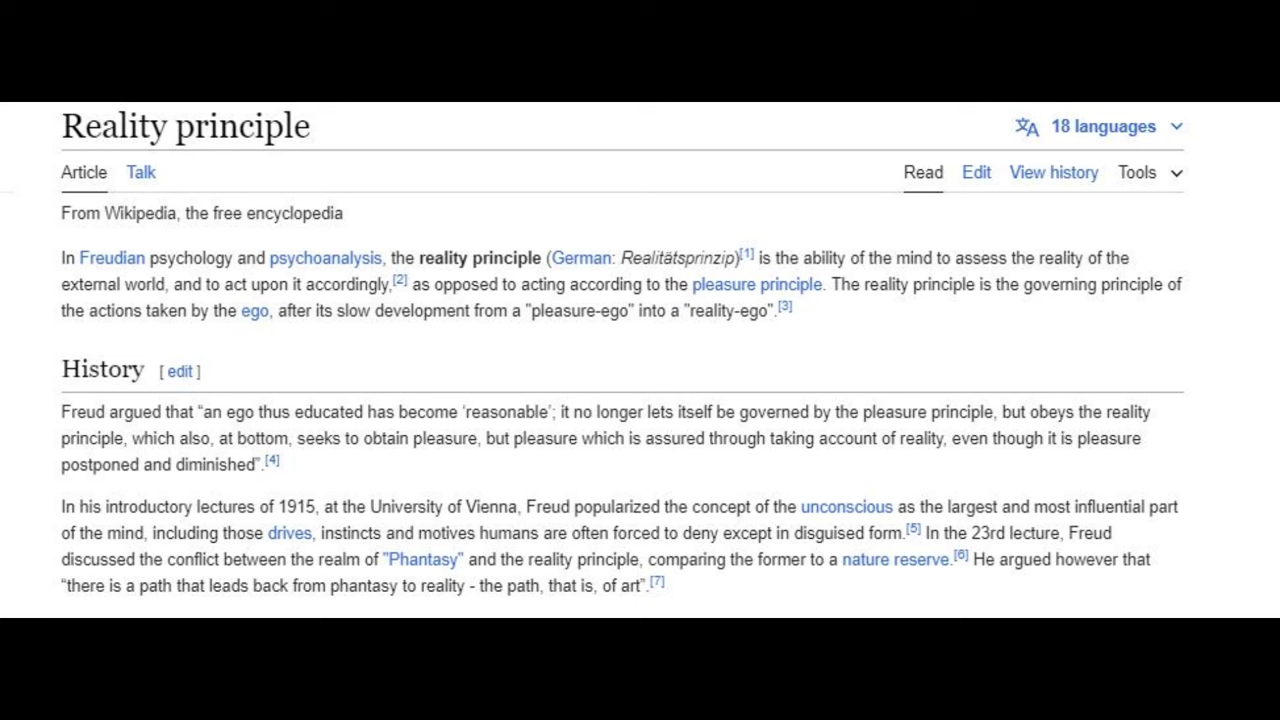 Reality principle
18 languages
Article Talk Read Edit View history Tools
From Wikipedia, the free encyclopedia
In Freudian psychology and psychoanalysis, the reality principle (German: Realitätsprinzip)[1] is the ability of the mind to assess the reality of the
external world, and to act upon it accordingly,[2] as opposed to acting according to the pleasure principle. The reality principle is the governing principle of
the actions taken by the ego, after its slow development from a "pleasure-ego" into a "reality-ego".[3]
History [ edit ]
Freud argued that “an ego thus educated has become ‘reasonable’; it no longer lets itself be governed by the pleasure principle, but obeys the reality
principle, which also, at bottom, seeks to obtain pleasure, but pleasure which is assured through taking account of reality, even though it is pleasure
postponed and diminished”.[4]
In his introductory lectures of 1915, at the University of Vienna, Freud popularized the concept of the unconscious as the largest and most influential part
of the mind, including those drives, instincts and motives humans are often forced to deny except in disguised form.[5] In the 23rd lecture, Freud
discussed the conflict between the realm of "Phantasy" and the reality principle, comparing the former to a nature reserve.[6] He argued however that
“there is a path that leads back from phantasy to reality - the path, that is, of art”.[7]